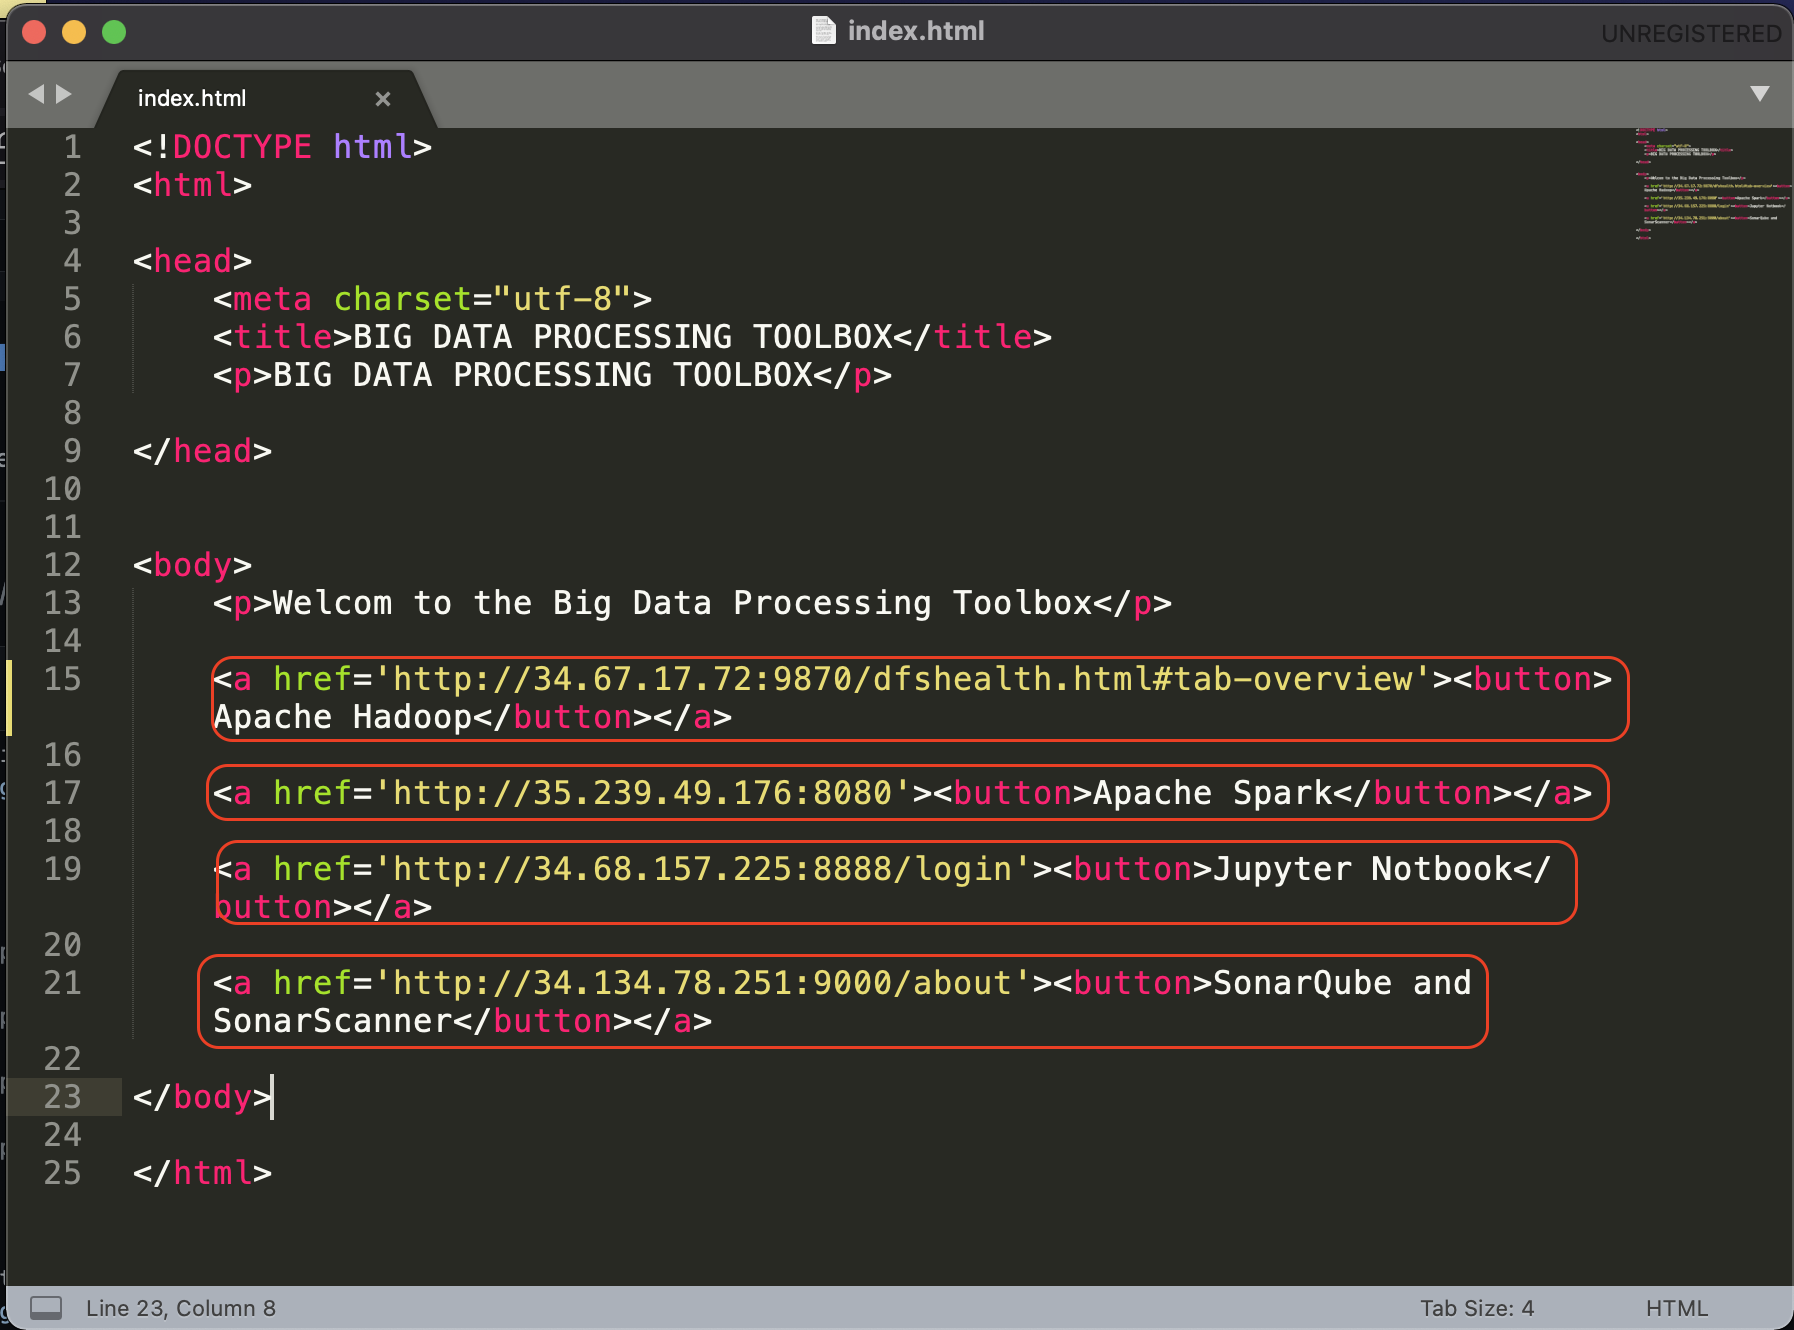 index.html
UNREGISTERED
index.html
1 <!DOCTYPE html>
2 <html>
3
4 <head>
5 <meta charset="utf-8">
6 <title>BIG DATA PROCESSING TOOLBOX</title>
7 <p>BIG DATA PROCESSING TOOLBOX</p>
8
9 </head>
10
11
12 <body>
13 <p>Welcom to the Big Data Processing Toolbox</p>
14
15 <a href='http://34.67.17.72:9870/dfshealth.html#tab-overview'><button>
Apache Hadoop</button></a>
16
17 <a href='http://35.239.49.176:8080'><button>Apache Spark</button></a>
18
19 <a href='http://34.68.157.225:8888/login'><button>Jupyter Notbook</
button></a>
20
21 <a href='http://34.134.78.251:9000/about'><button>SonarQube and
SonarScanner</button></a>
22
23 </body>
24
25 </html>
Line 23, Column 8
Tab Size: 4
HTML